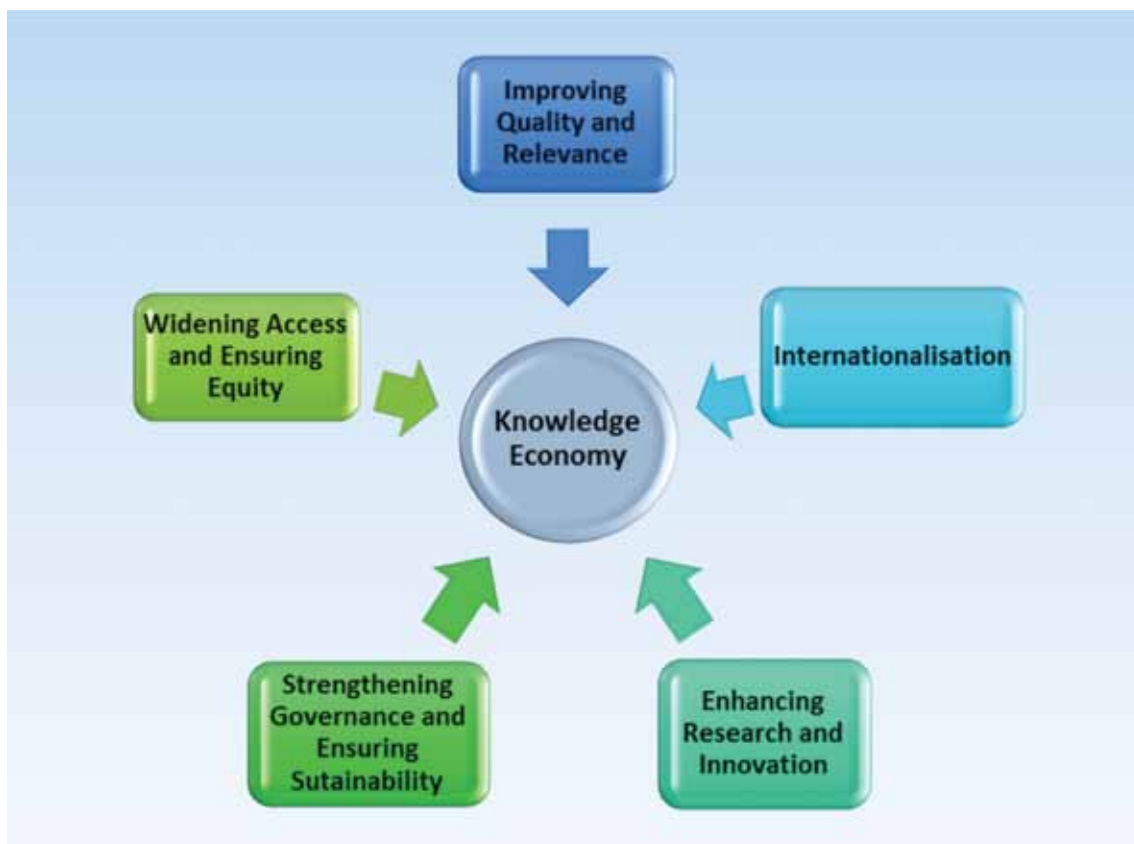 Improving
Quality and
Relevance
Widening Access
and Ensuring
Equity
Internationalisation
Knowledge
Economy
Strengthening
Governance and
Ensuring
Sutainability
Enhancing
Research and
Innovation